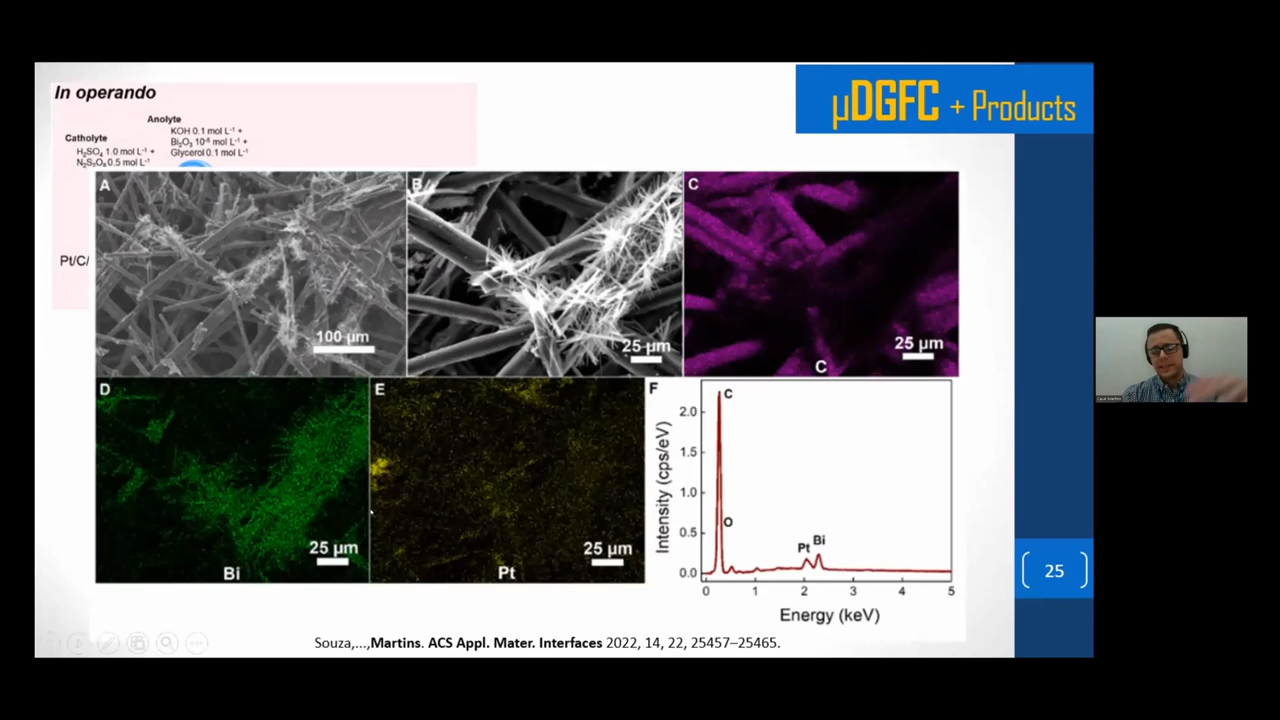 In operando
µDGFC + Products
Anolyte
KOH 0.1 mol L⁻¹ +
Bi₂O₃ 10⁻⁶ mol L⁻¹ +
Glycerol 0.1 mol L⁻¹
Catholyte
H₂SO₄ 1.0 mol L⁻¹ +
N₂S₂O₈ 0.5 mol L⁻¹
Pt/C/
A
100 µm
B
25 µm
C
25 µm
C
D
25 µm
Bi
E
25 µm
Pt
F
C
O
Pt
Bi
2.0
1.5
1.0
0.5
0.0
Intensity (cps/eV)
0 1 2 3 4 5
Energy (keV)
25
Souza,...,Martins. ACS Appl. Mater. Interfaces 2022, 14, 22, 25457–25465.